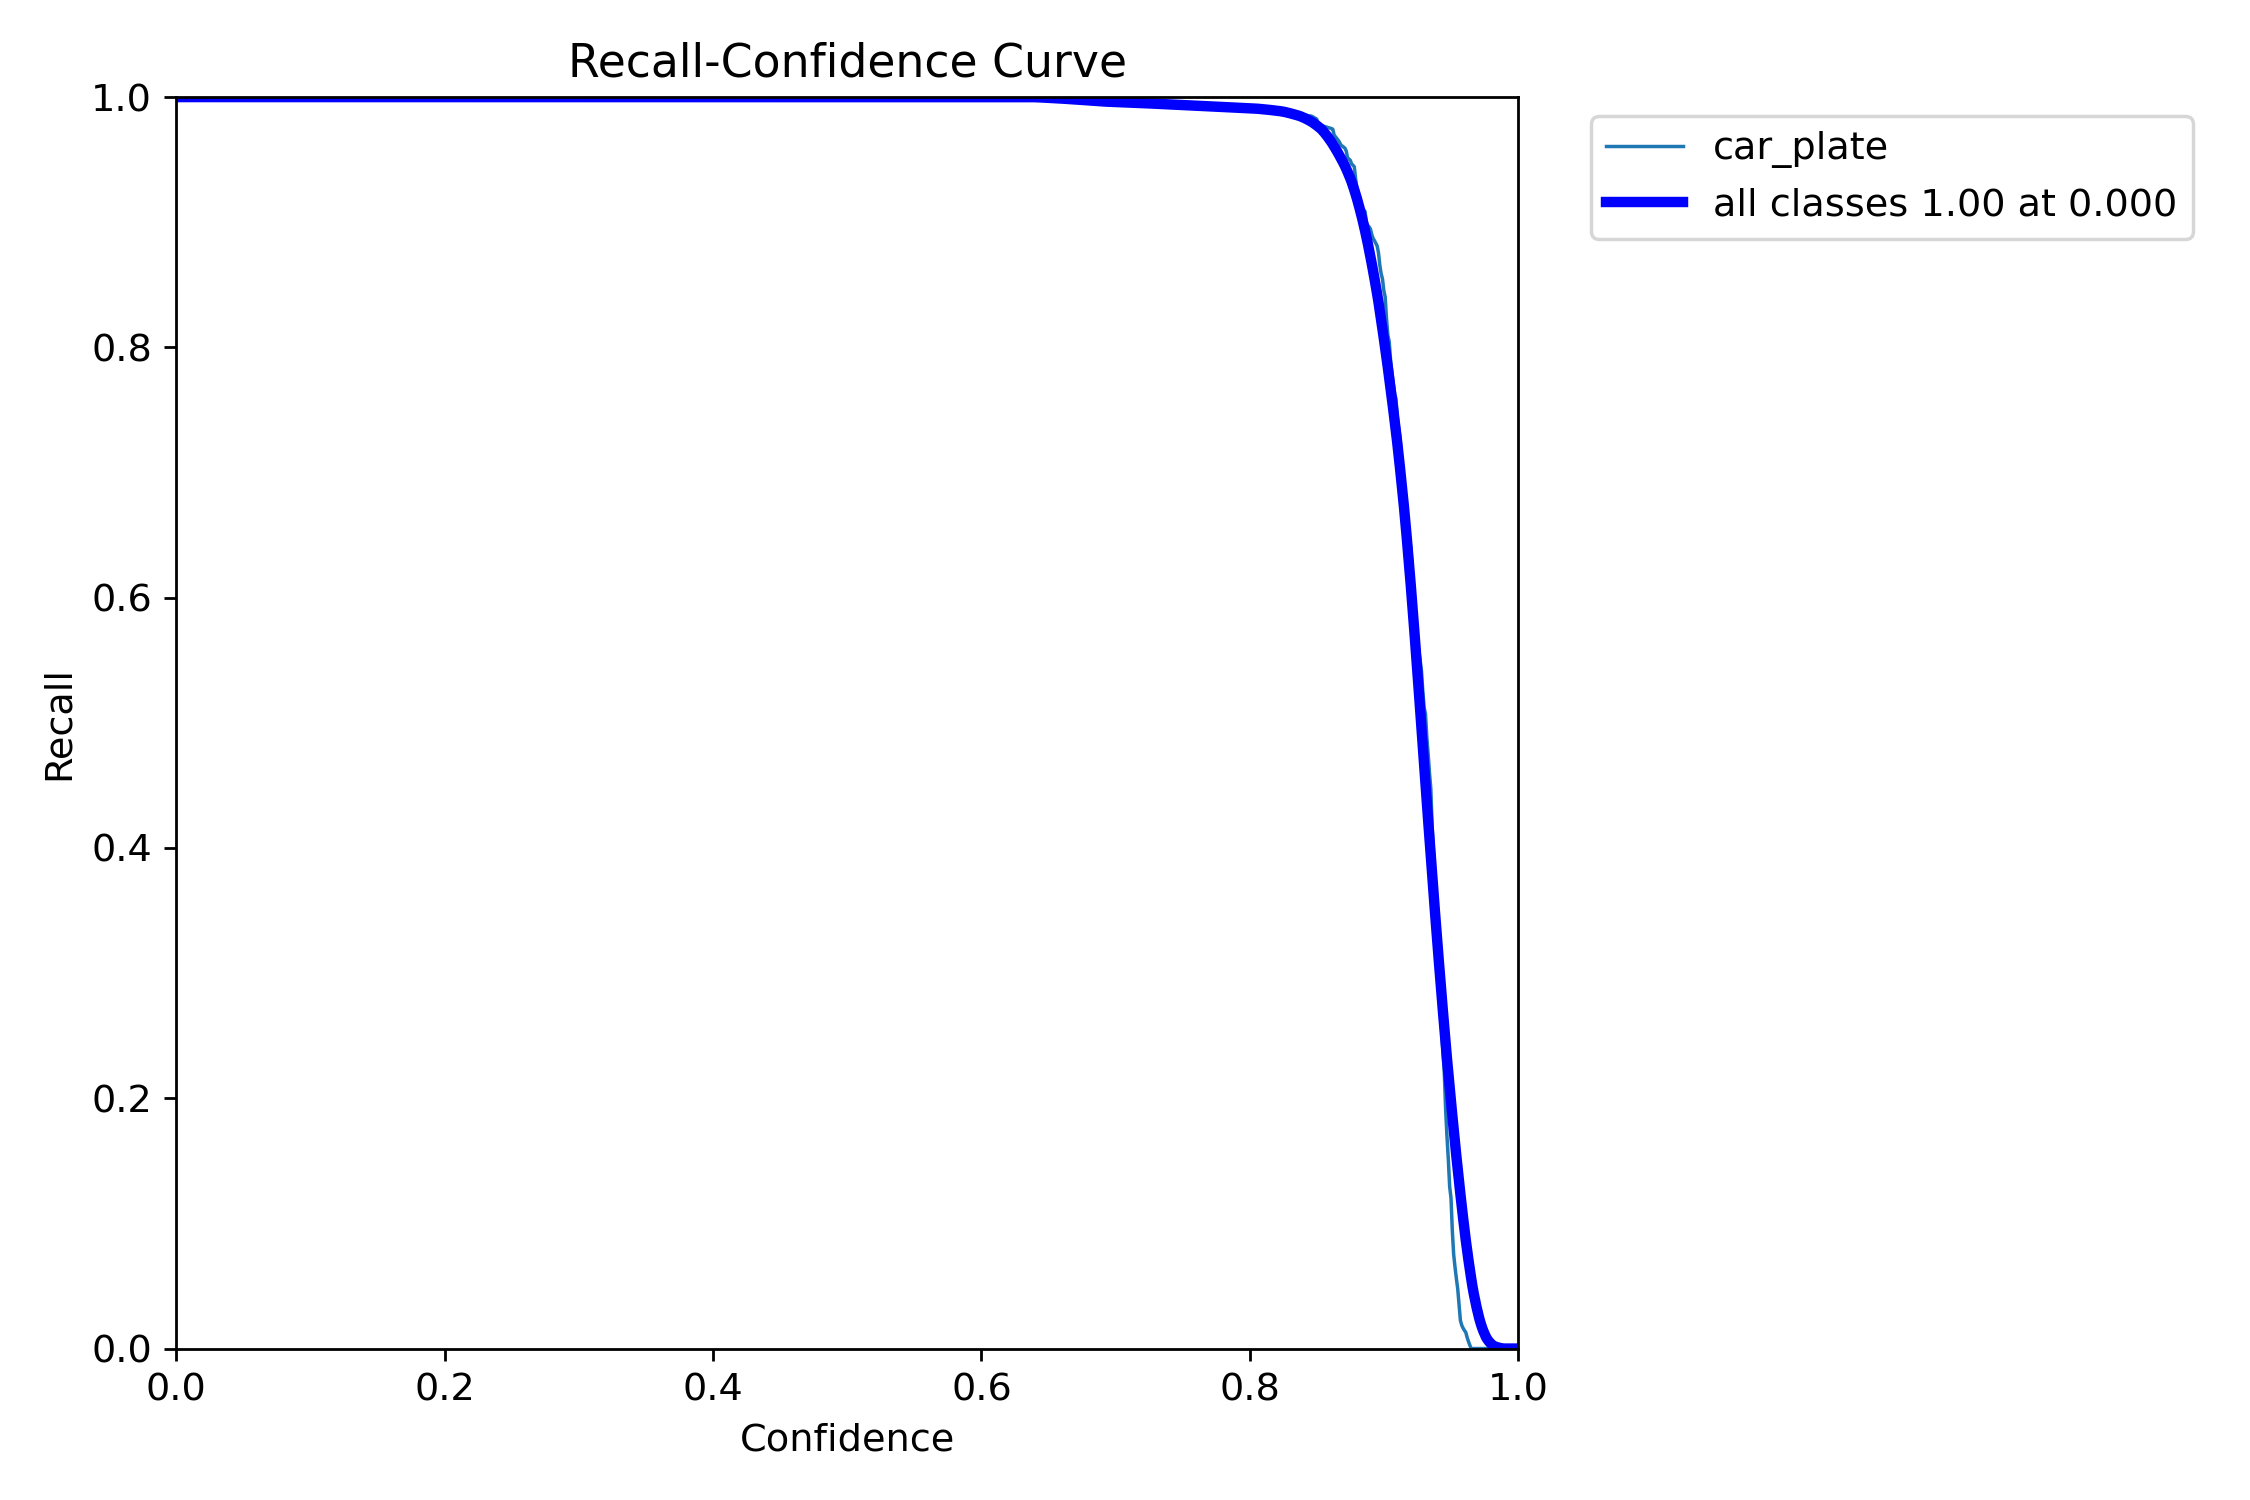 Recall-Confidence Curve
1.0
0.8
0.6
0.4
0.2
0.0
Recall
0.0 0.2 0.4 0.6 0.8 1.0
Confidence
car_plate
all classes 1.00 at 0.000